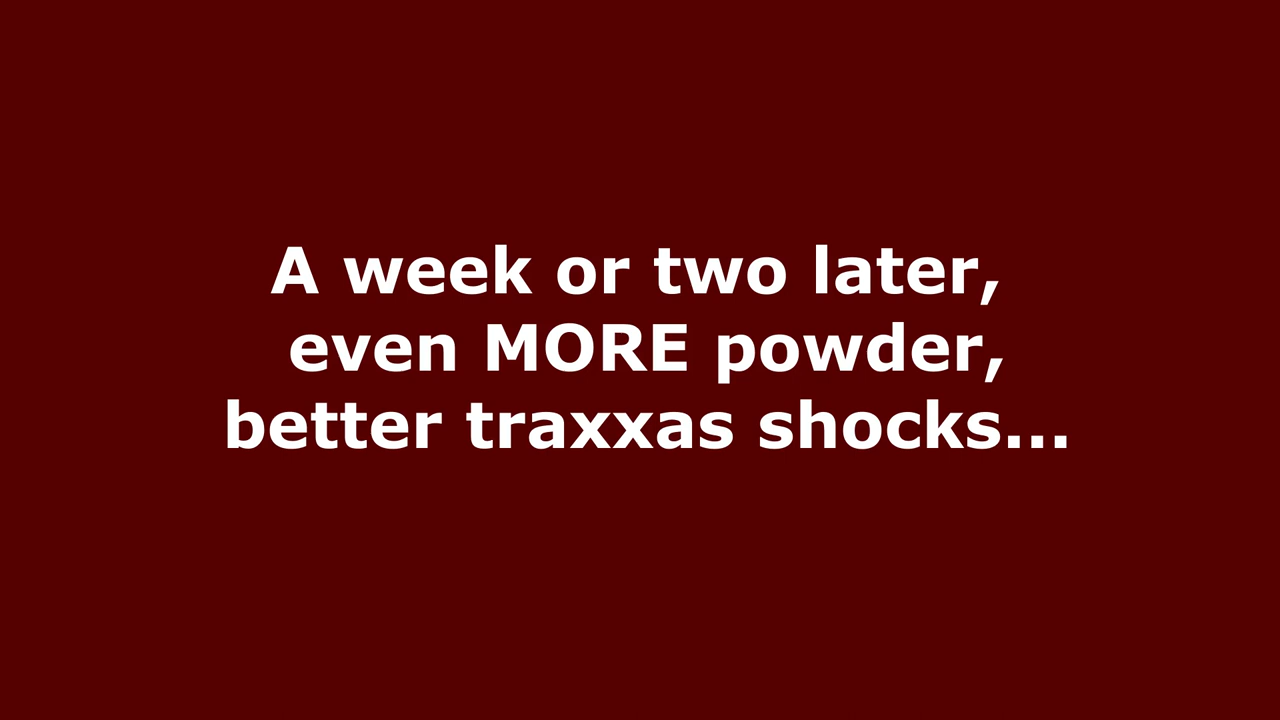 A week or two later,
even MORE powder,
better traxxas shocks...